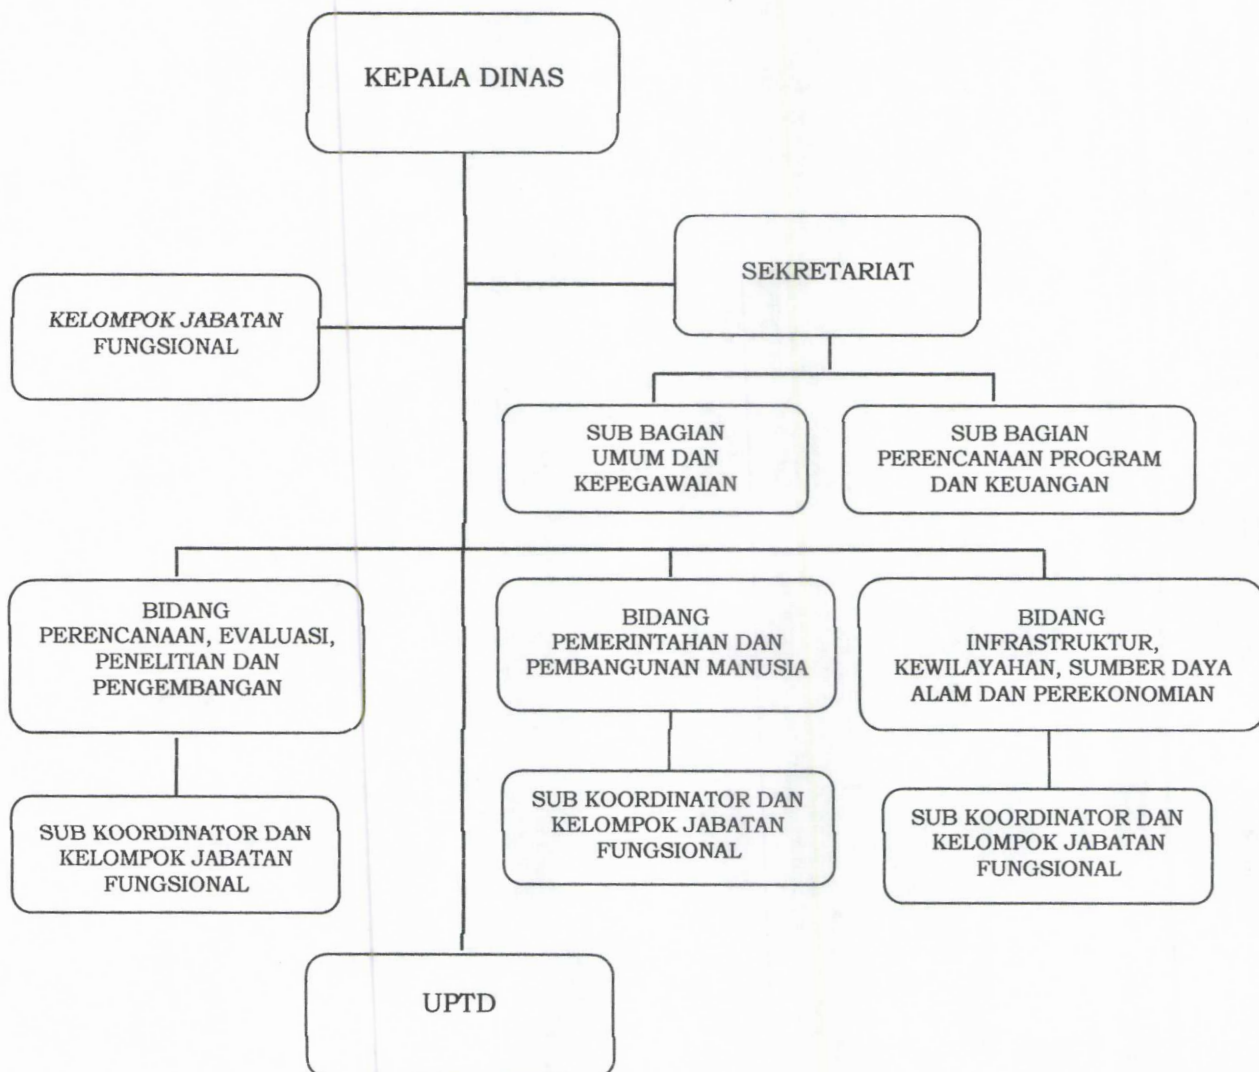 KEPALA DINAS
SEKRETARIAT
KELOMPOK JABATAN
FUNGSIONAL
SUB BAGIAN
UMUM DAN
KEPEGAWAIAN
SUB BAGIAN
PERENCANAAN PROGRAM
DAN KEUANGAN
BIDANG
PERENCANAAN, EVALUASI,
PENELITIAN DAN
PENGEMBANGAN
BIDANG
PEMERINTAHAN DAN
PEMBANGUNAN MANUSIA
BIDANG
INFRASTRUKTUR,
KEWILAYAHAN, SUMBER DAYA
ALAM DAN PEREKONOMIAN
SUB KOORDINATOR DAN
KELOMPOK JABATAN
FUNGSIONAL
SUB KOORDINATOR DAN
KELOMPOK JABATAN
FUNGSIONAL
SUB KOORDINATOR DAN
KELOMPOK JABATAN
FUNGSIONAL
UPTD